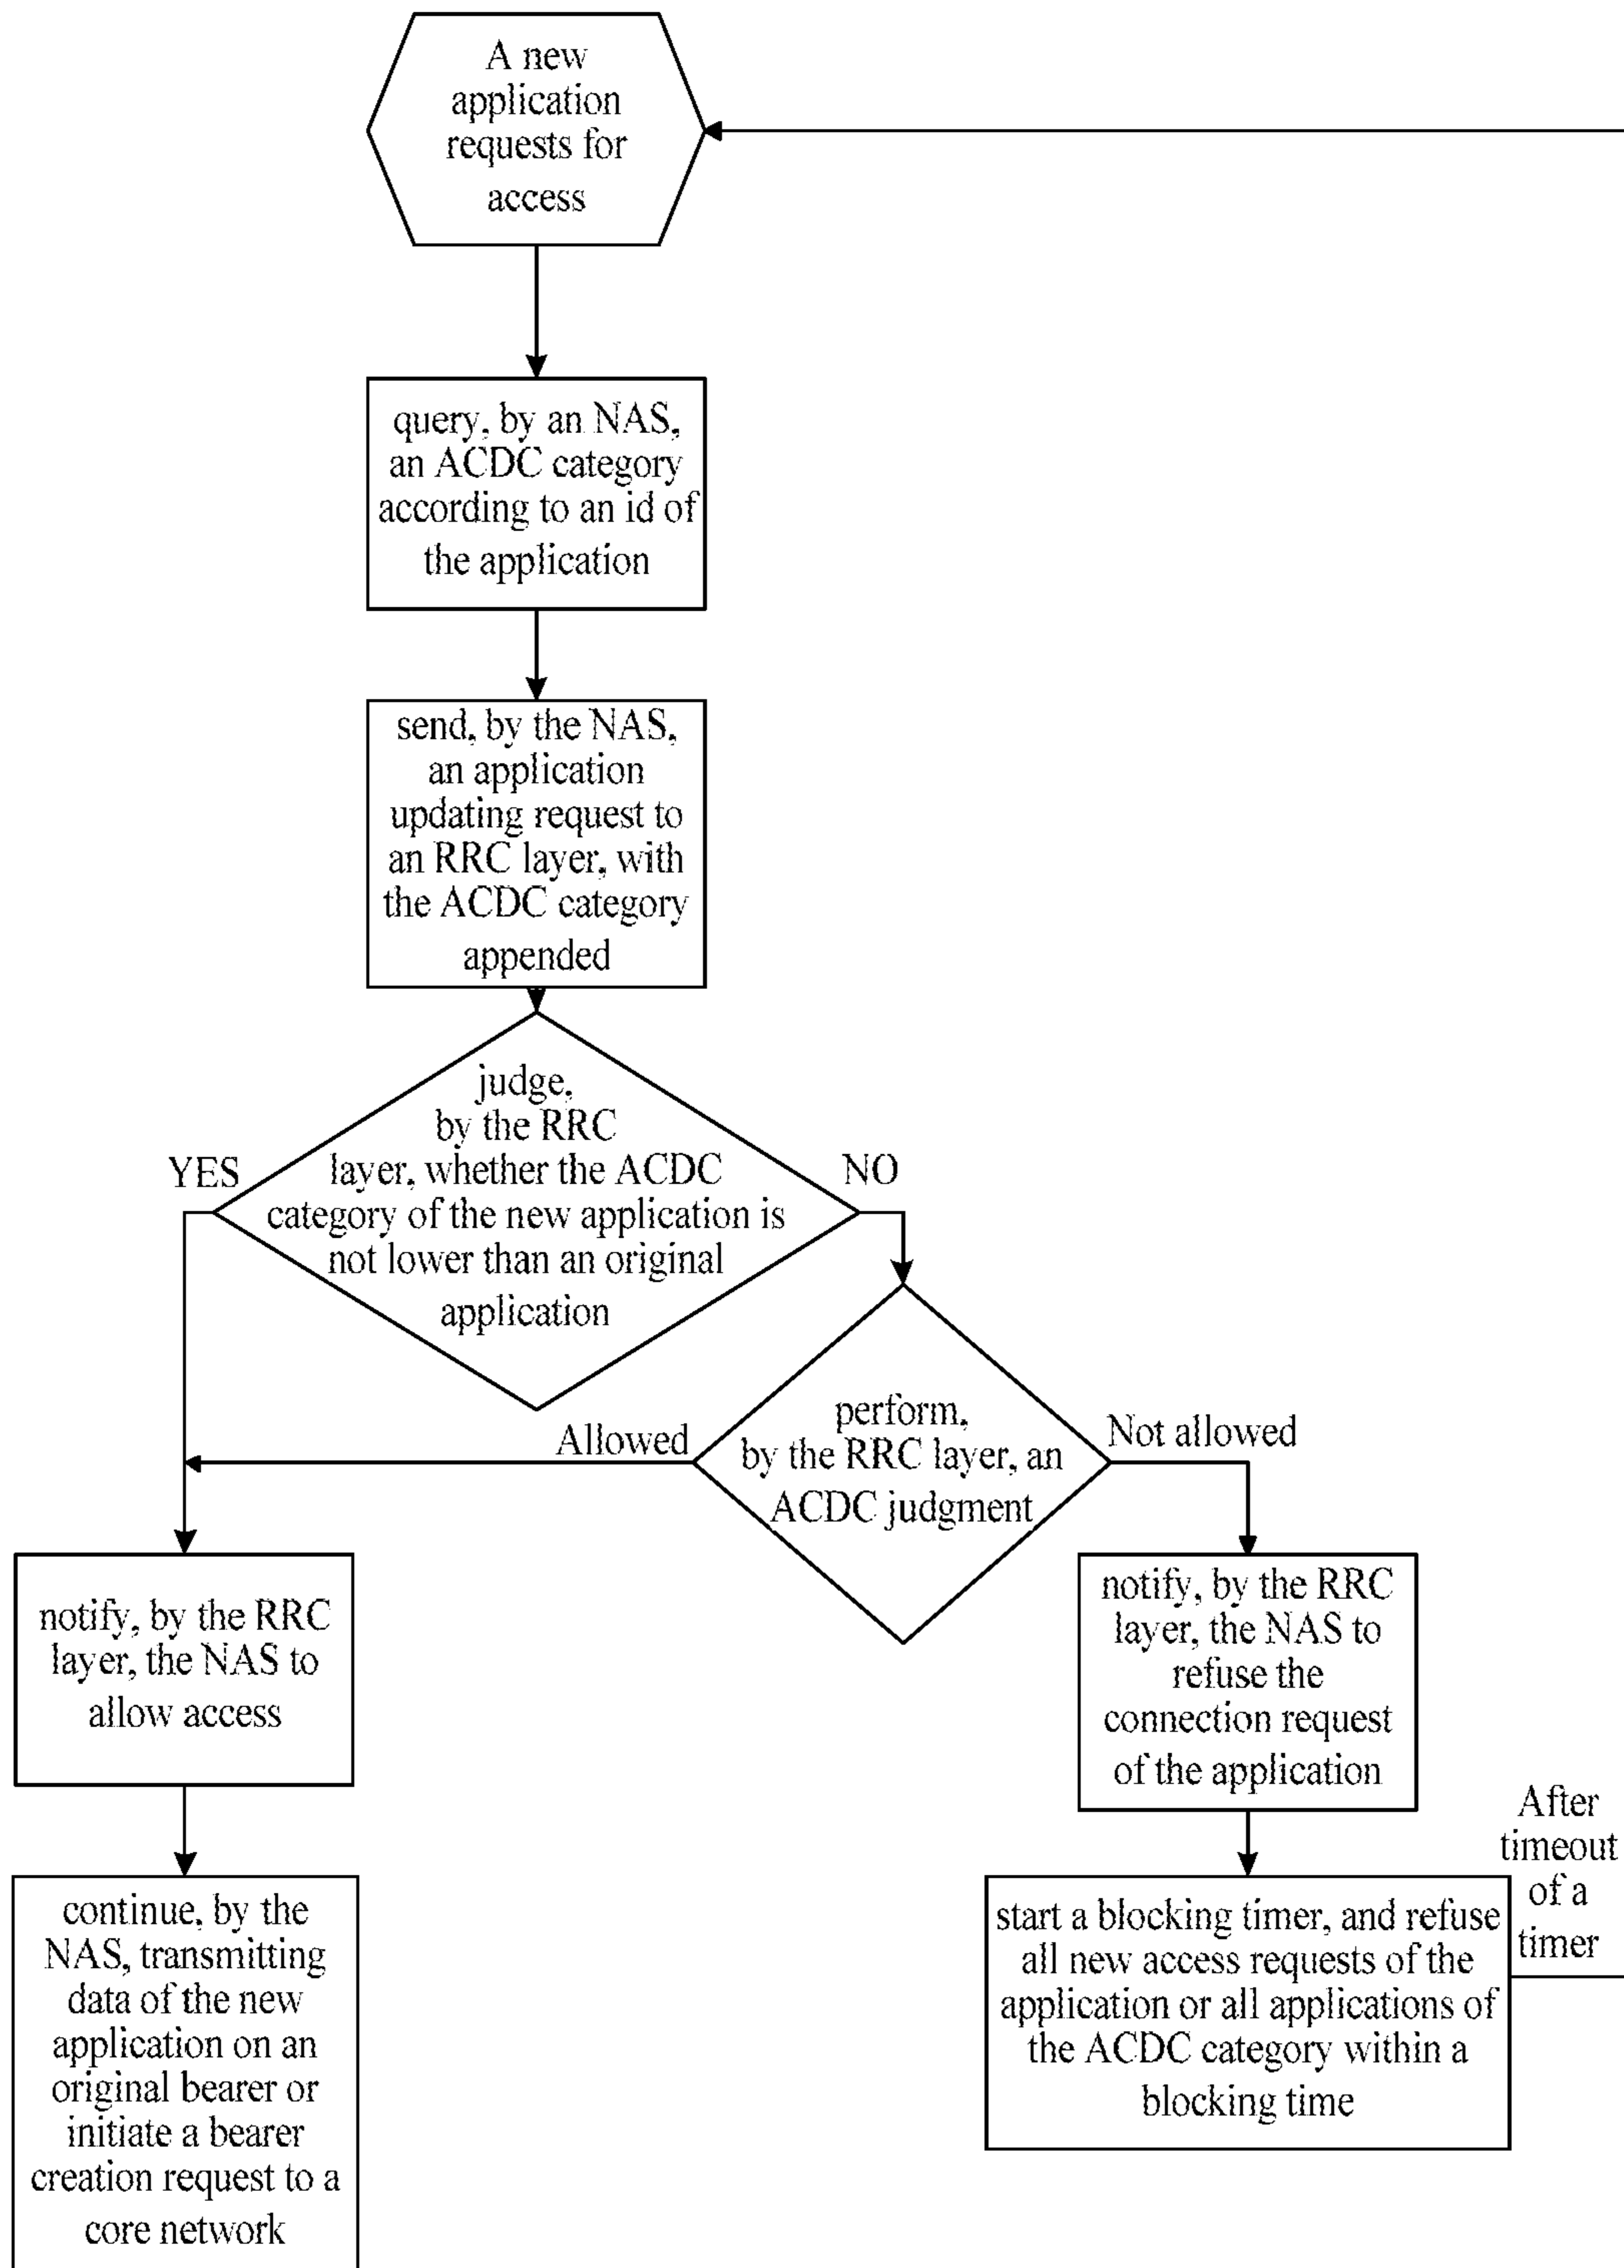 A new
application
requests for
access
query, by an NAS,
an ACDC category
according to an id of
the application
send, by the NAS,
an application
updating request to
an RRC layer, with
the ACDC category
appended
judge,
by the RRC
layer, whether the ACDC
category of the new application is
not lower than an original
application
YES
NO
perform,
by the RRC layer, an
ACDC judgment
Allowed
Not allowed
notify, by the RRC
layer, the NAS to
allow access
notify, by the RRC
layer, the NAS to
refuse the
connection request
of the application
continue, by the
NAS, transmitting
data of the new
application on an
original bearer or
initiate a bearer
creation request to a
core network
start a blocking timer, and refuse
all new access requests of the
application or all applications of
the ACDC category within a
blocking time
After
timeout
of a
timer